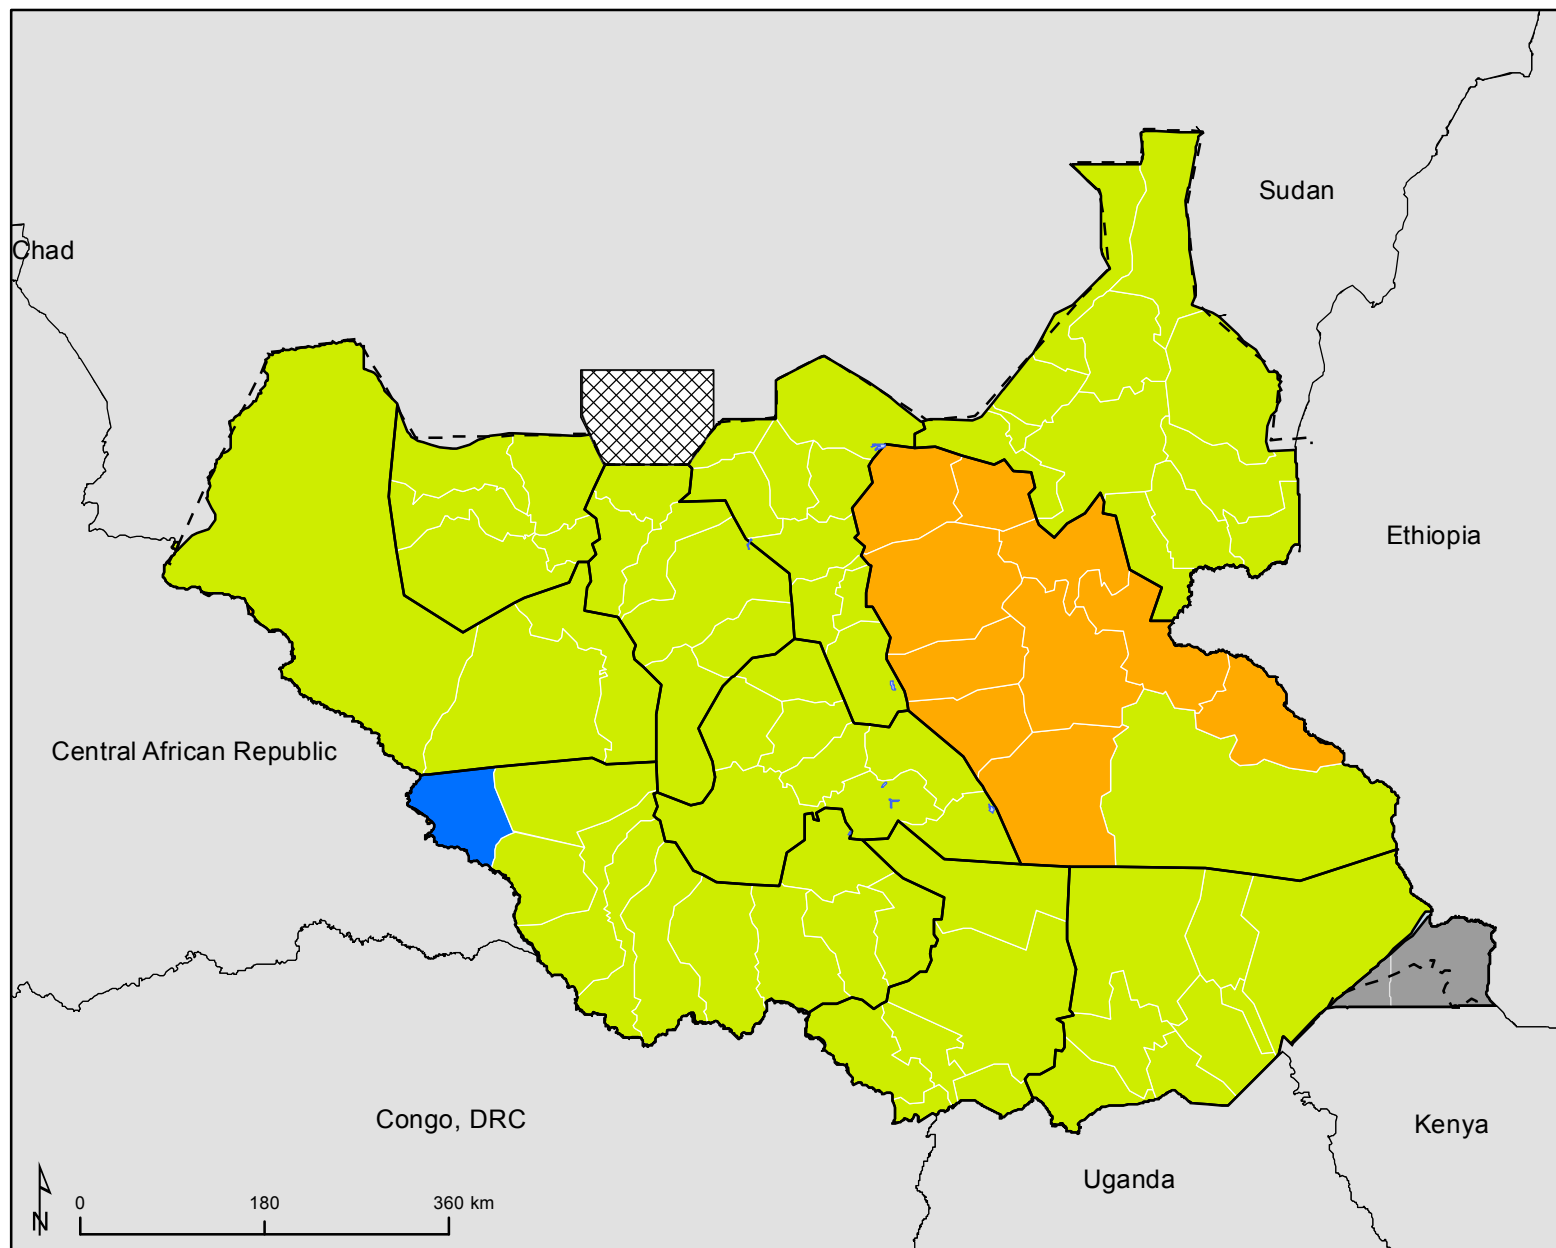 Sudan
Chad
Ethiopia
Central African Republic
Congo, DRC
Kenya
Uganda
N
0 180 360 km